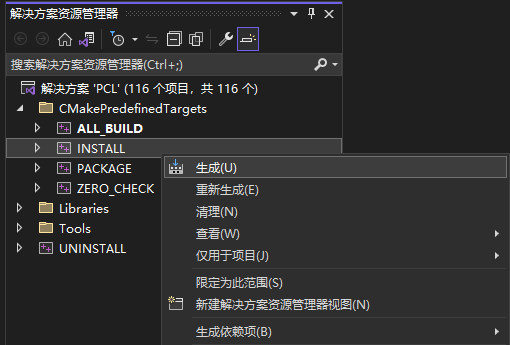 解决方案资源管理器
搜索解决方案资源管理器(Ctrl+;)
解决方案 'PCL' (116 个项目，共 116 个)
CMakePredefinedTargets
ALL_BUILD
INSTALL
PACKAGE
ZERO_CHECK
Libraries
Tools
UNINSTALL
生成(U)
重新生成(E)
清理(N)
查看(W)
仅用于项目(J)
限定为此范围(S)
新建解决方案资源管理器视图(N)
生成依赖项(B)